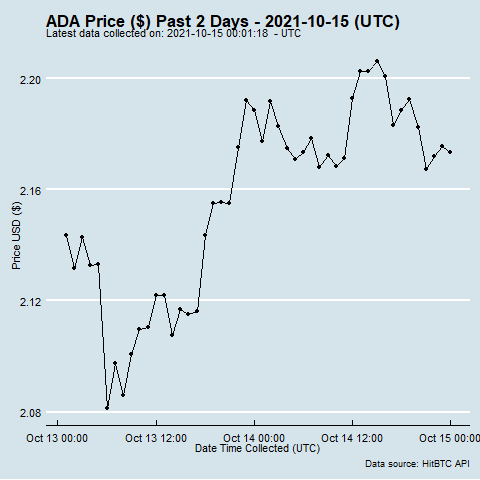 ADA Price ($) Past 2 Days - 2021-10-15 (UTC)
Latest data collected on: 2021-10-15 00:01:18 - UTC
2.20
2.16
2.12
2.08
Price USD ($)
Oct 13 00:00 Oct 13 12:00 Oct 14 00:00 Oct 14 12:00 Oct 15 00:00
Date Time Collected (UTC)
Data source: HitBTC API